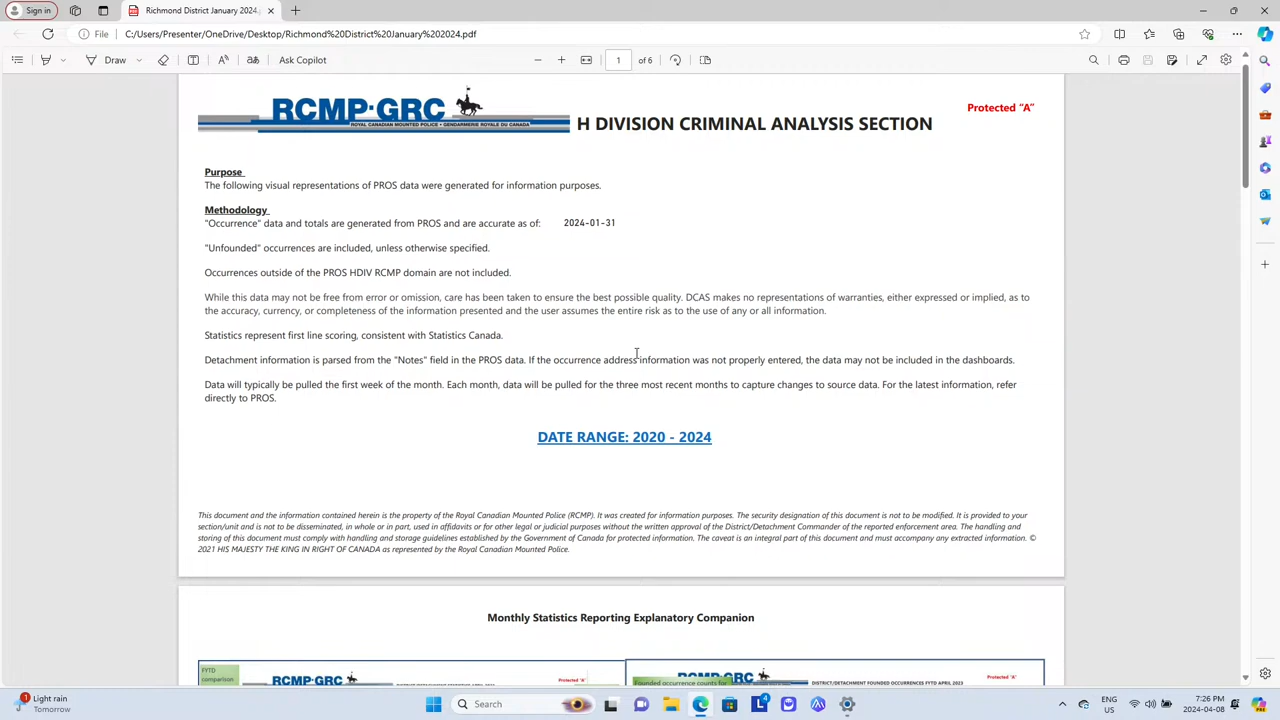 Sign in
Richmond District January 2024.
File
C:/Users/Presenter/OneDrive/Desktop/Richmond%20District%20January%202024.pdf
Draw
Ask Copilot
1 of 6
RCMP·GRC
ROYAL CANADIAN MOUNTED POLICE • GENDARMERIE ROYALE DU CANADA
H DIVISION CRIMINAL ANALYSIS SECTION
Protected “A”
Purpose
The following visual representations of PROS data were generated for information purposes.
Methodology
"Occurrence" data and totals are generated from PROS and are accurate as of: 2024-01-31
"Unfounded" occurrences are included, unless otherwise specified.
Occurrences outside of the PROS HDIV RCMP domain are not included.
While this data may not be free from error or omission, care has been taken to ensure the best possible quality. DCAS makes no representations of warranties, either expressed or implied, as to
the accuracy, currency, or completeness of the information presented and the user assumes the entire risk as to the use of any or all information.
Statistics represent first line scoring, consistent with Statistics Canada.
Detachment information is parsed from the "Notes" field in the PROS data. If the occurrence address information was not properly entered, the data may not be included in the dashboards.
Data will typically be pulled the first week of the month. Each month, data will be pulled for the three most recent months to capture changes to source data. For the latest information, refer
directly to PROS.
DATE RANGE: 2020 - 2024
This document and the information contained herein is the property of the Royal Canadian Mounted Police (RCMP). It was created for information purposes. The security designation of this document is not to be modified. It is provided to your
section/unit and is not to be disseminated, in whole or in part, used in affidavits or for other legal or judicial purposes without the written approval of the District/Detachment Commander of the reported enforcement area. The handling and
storing of this document must comply with handling and storage guidelines established by the Government of Canada for protected information. The caveat is an integral part of this document and must accompany any extracted information. ©
2021 HIS MAJESTY THE KING IN RIGHT OF CANADA as represented by the Royal Canadian Mounted Police.
Monthly Statistics Reporting Explanatory Companion
FYTD
comparison
RCMP·GRC
Protected "A"
Founded occurrence counts for
RCMP·GRC
DISTRICT/DETACHMENT FOUNDED OCCURRENCES FYTD APRIL 2023
Protected "A"
1
Light rain
Tomorrow
Search
4
ENG
US
7:26 PM
2024-04-08